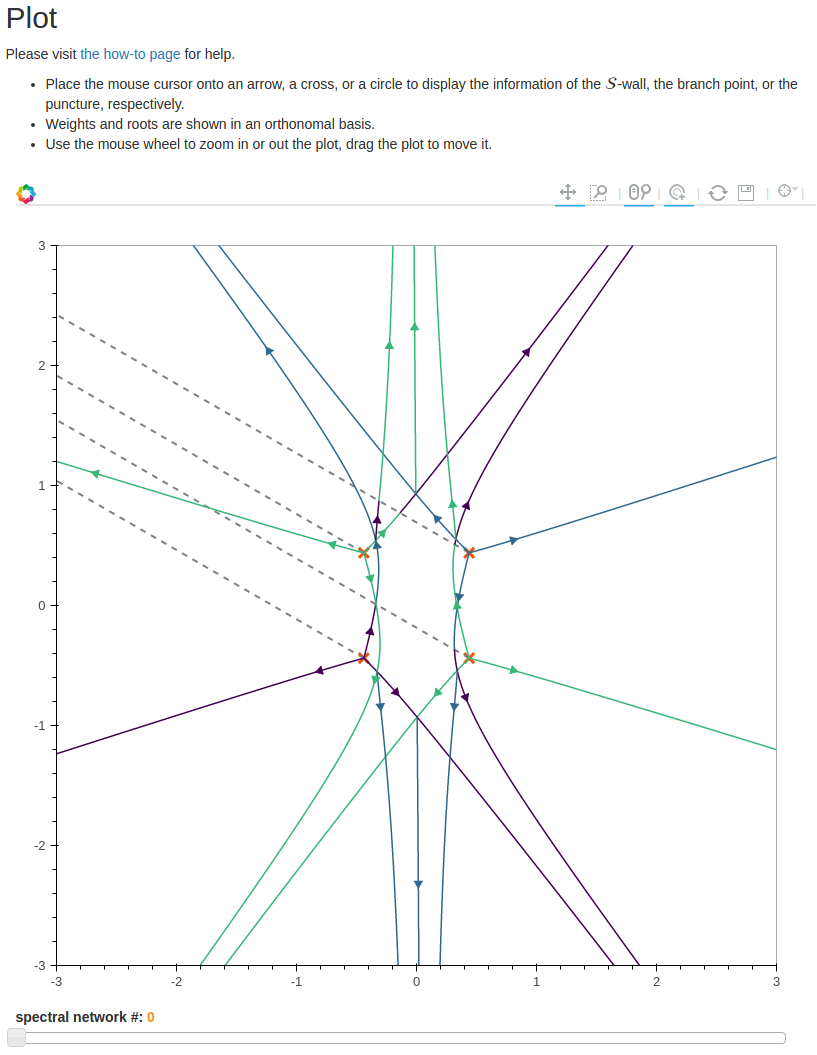 Plot
Please visit the how-to page for help.
• Place the mouse cursor onto an arrow, a cross, or a circle to display the information of the S-wall, the branch point, or the
puncture, respectively.
• Weights and roots are shown in an orthonomal basis.
• Use the mouse wheel to zoom in or out the plot, drag the plot to move it.
3
2
1
0
-1
-2
-3
-3 -2 -1 0 1 2 3
spectral network #: 0